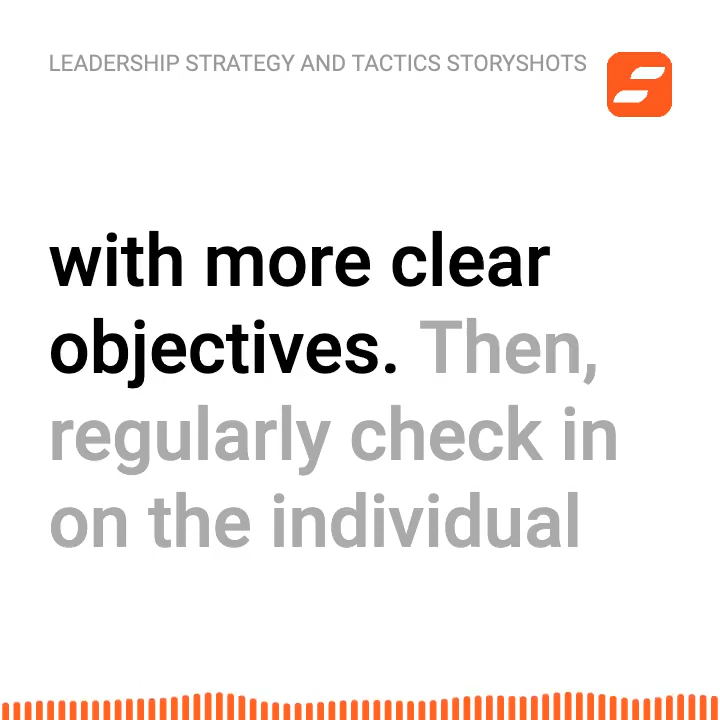 LEADERSHIP STRATEGY AND TACTICS STORYSHOTS
with more clear
objectives. Then,
regularly check in
on the individual